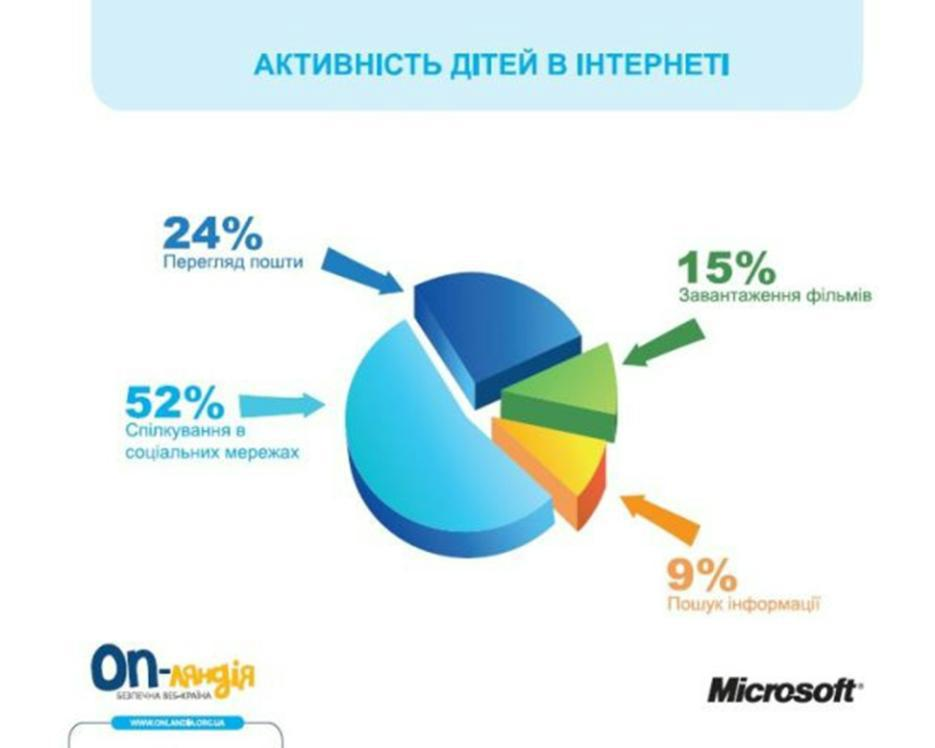 АКТИВНІСТЬ ДІТЕЙ В ІНТЕРНЕТІ
24%
Перегляд пошти
15%
Завантаження фільмів
52%
Спілкування в
соціальних мережах
9%
Пошук інформації
On-ляндія
БЕЗПЕЧНА ВЕБ-КРАЇНА
WWW.ONLANDIA.ORG.UA
Microsoft®